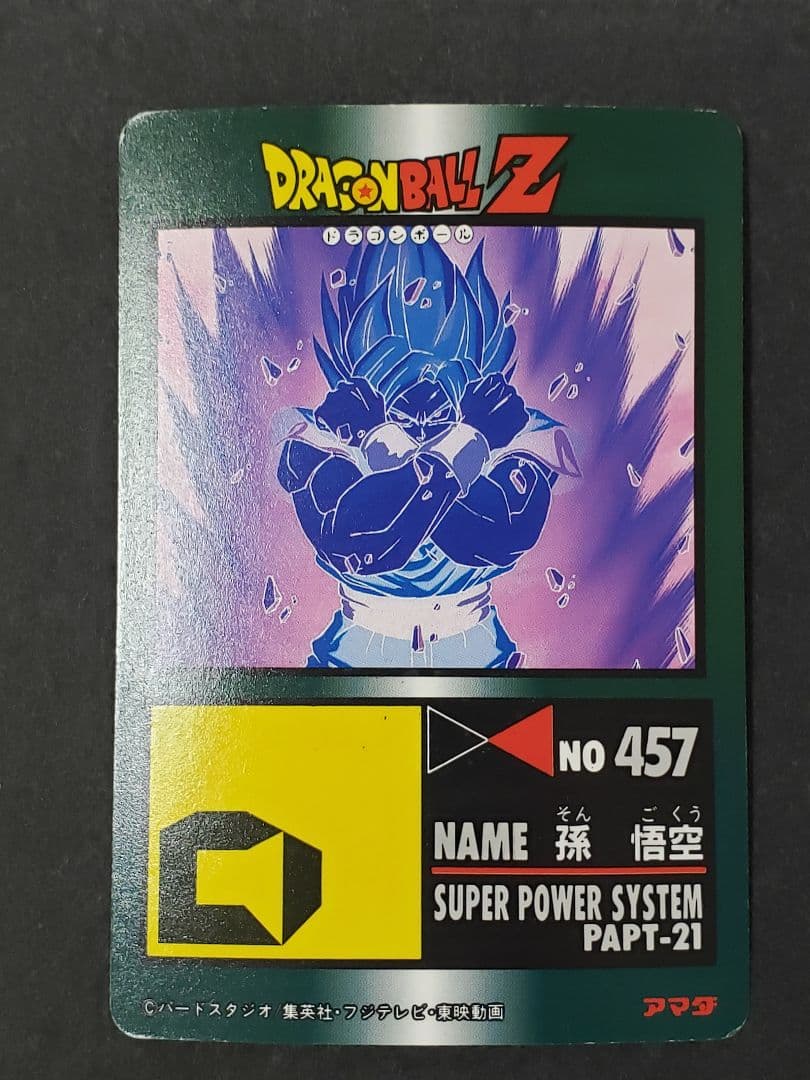 DRAGONBALL Z
ドラゴンボール
NO 457
そん ご くう
NAME 孫 悟空
SUPER POWER SYSTEM
PAPT-21
©バードスタジオ/集英社・フジテレビ・東映動画
アマダ